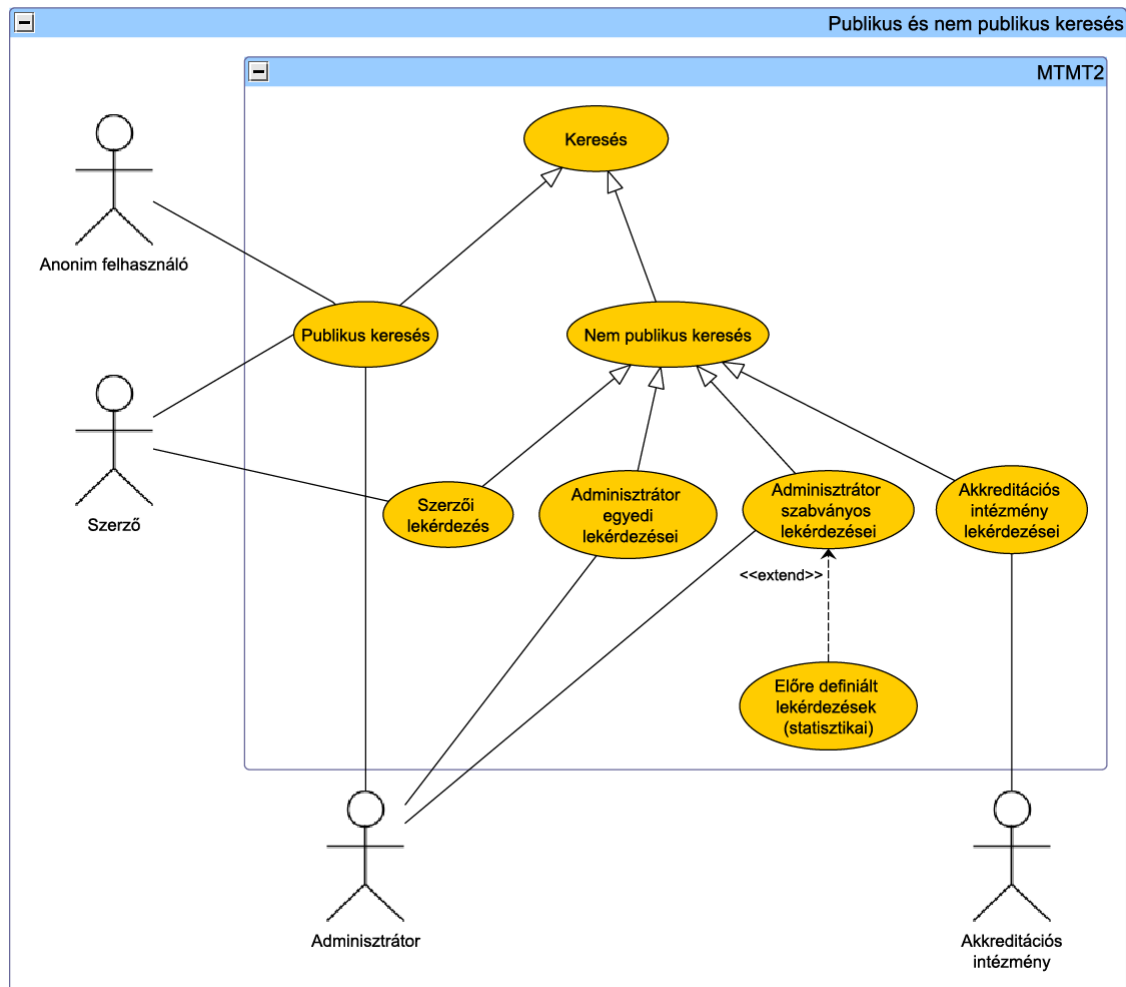 Publikus és nem publikus keresés
MTMT2
Keresés
Anonim felhasználó
Publikus keresés
Nem publikus keresés
Szerző
Szerzői
lekérdezés
Adminisztrátor
egyedi
lekérdezései
Adminisztrátor
szabványos
lekérdezései
Akkreditációs
intézmény
lekérdezései
<<extend>>
Előre definiált
lekérdezések
(statisztikai)
Adminisztrátor
Akkreditációs
intézmény